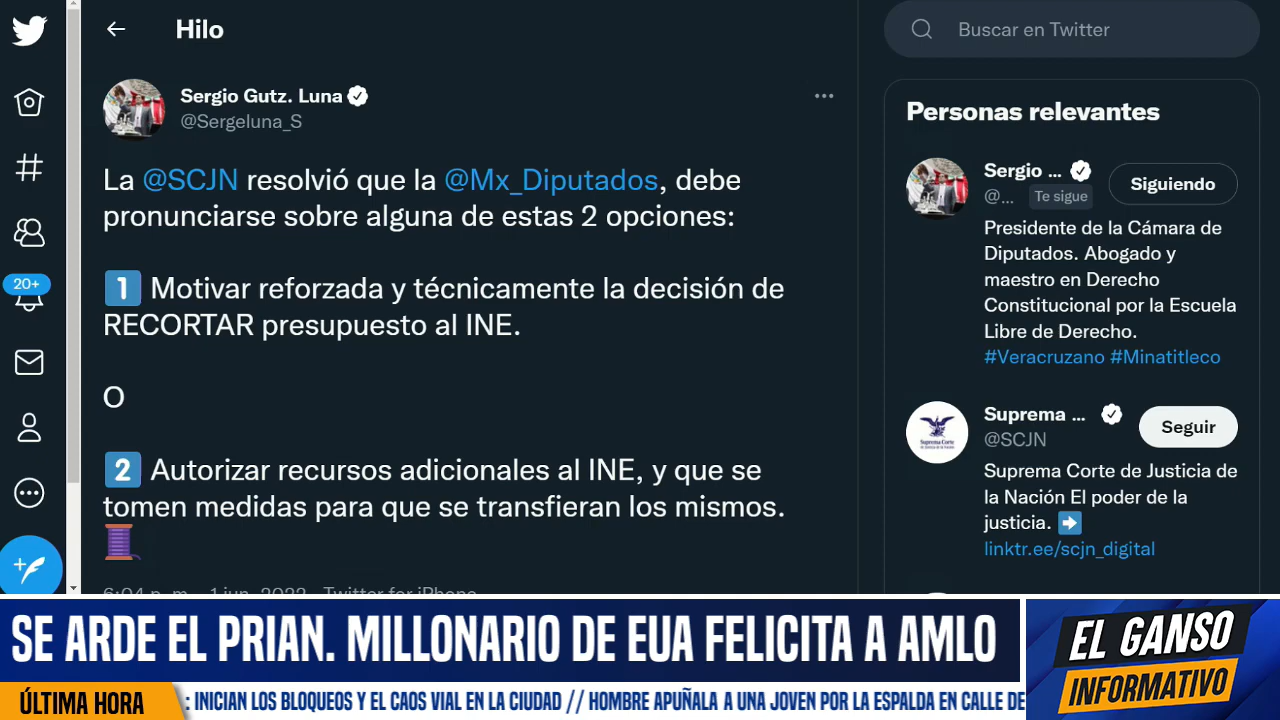 Hilo
Sergio Gutz. Luna
@Sergeluna_S
La @SCJN resolvió que la @Mx_Diputados, debe
pronunciarse sobre alguna de estas 2 opciones:
1 Motivar reforzada y técnicamente la decisión de
RECORTAR presupuesto al INE.
O
2 Autorizar recursos adicionales al INE, y que se
tomen medidas para que se transfieran los mismos.
6:04 p. m. · 1 jun. 2022 · Twitter for iPhone
20+
Buscar en Twitter
Personas relevantes
Sergio ...
@...
Te sigue
Siguiendo
Presidente de la Cámara de
Diputados. Abogado y
maestro en Derecho
Constitucional por la Escuela
Libre de Derecho.
#Veracruzano #Minatitleco
Suprema Corte
Suprema ...
@SCJN
Seguir
Suprema Corte de Justicia de
la Nación El poder de la
justicia.
linktr.ee/scjn_digital
SE ARDE EL PRIAN. MILLONARIO DE EUA FELICITA A AMLO
EL GANSO
INFORMATIVO
ÚLTIMA HORA
: INICIAN LOS BLOQUEOS Y EL CAOS VIAL EN LA CIUDAD // HOMBRE APUÑALA A UNA JOVEN POR LA ESPALDA EN CALLE DE